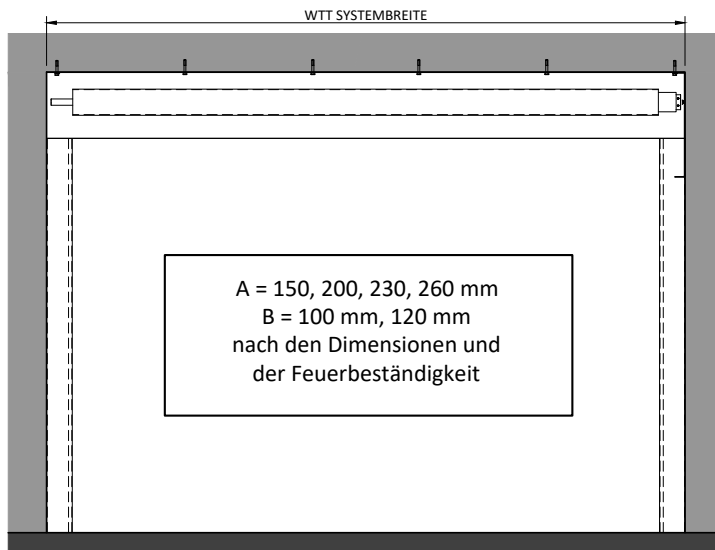 WTT SYSTEMBREITE
A = 150, 200, 230, 260 mm
B = 100 mm, 120 mm
nach den Dimensionen und
der Feuerbeständigkeit